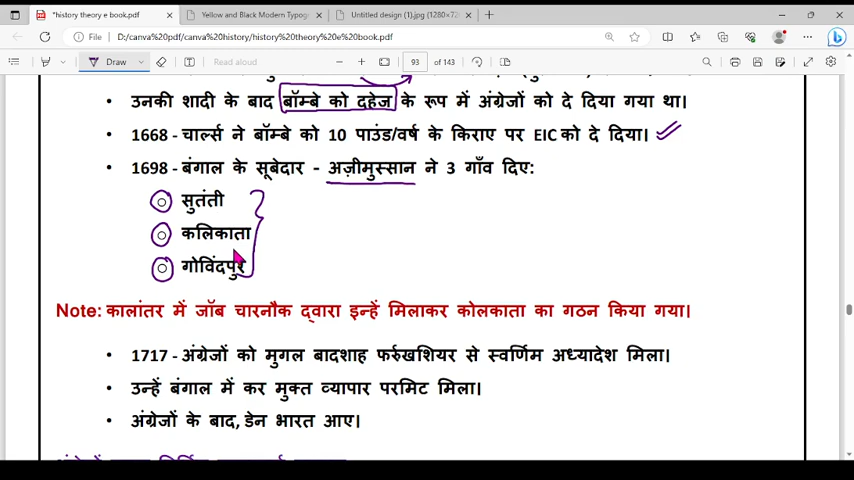 *history theory e book.pdf
Yellow and Black Modern Typogr
Untitled design (1).jpg (1280×72
File
D:/canva%20pdf/canva%20history/history%20theory%20e%20book.pdf
Draw
Read aloud
93 of 143
उनकी शादी के बाद बॉम्बे को दहेज के रूप में अंग्रेजों को दे दिया गया था।
1668 - चार्ल्स ने बॉम्बे को 10 पाउंड/वर्ष के किराए पर EIC को दे दिया।
1698 - बंगाल के सूबेदार - अज़ीमुस्सान ने 3 गाँव दिए:
सुतंती
कलिकाता
गोविंदपुर
Note: कालांतर में जॉब चारनौक द्वारा इन्हें मिलाकर कोलकाता का गठन किया गया।
1717 - अंग्रेजों को मुगल बादशाह फर्रुखशियर से स्वर्णिम अध्यादेश मिला।
उन्हें बंगाल में कर मुक्त व्यापार परमिट मिला।
अंग्रेजों के बाद, डेन भारत आए।